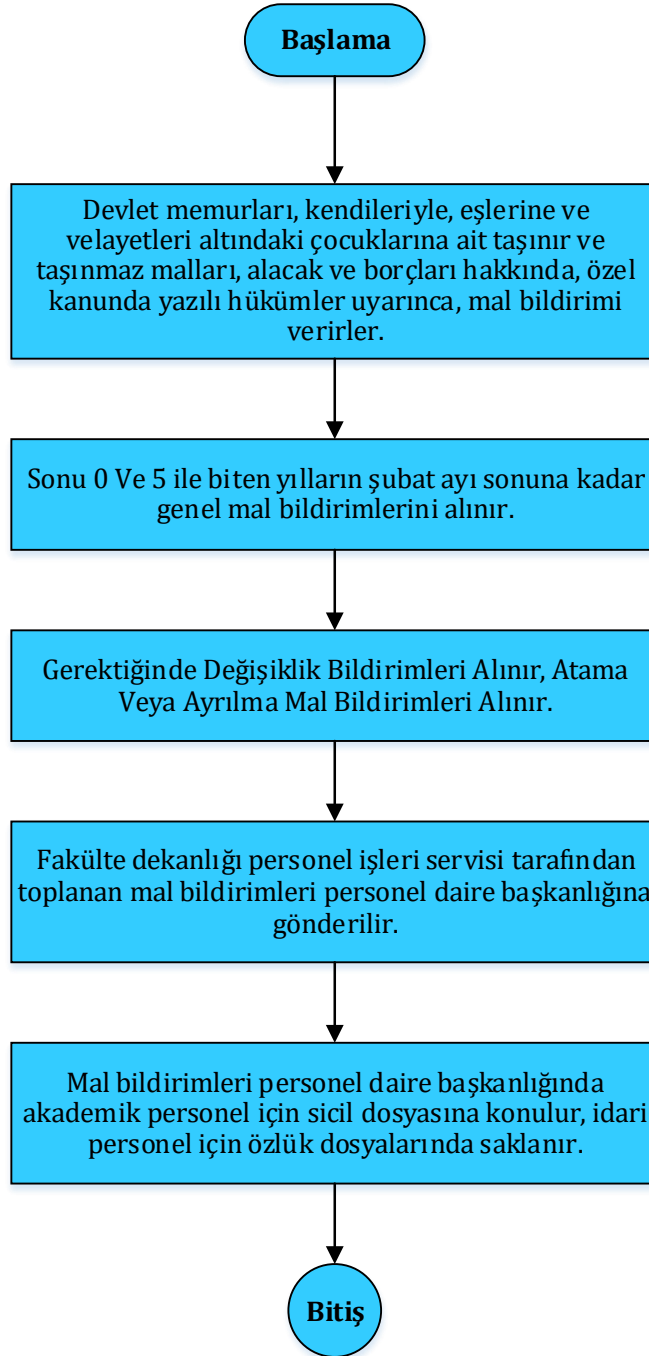 Başlama
Devlet memurları, kendileriyle, eşlerine ve
velayetleri altındaki çocuklarına ait taşınır ve
taşınmaz malları, alacak ve borçları hakkında, özel
kanunda yazılı hükümler uyarınca, mal bildirimi
verirler.
Sonu 0 Ve 5 ile biten yılların şubat ayı sonuna kadar
genel mal bildirimlerini alınır.
Gerektiğinde Değişiklik Bildirimleri Alınır, Atama
Veya Ayrılma Mal Bildirimleri Alınır.
Fakülte dekanlığı personel işleri servisi tarafından
toplanan mal bildirimleri personel daire başkanlığına
gönderilir.
Mal bildirimleri personel daire başkanlığında
akademik personel için sicil dosyasına konulur, idari
personel için özlük dosyalarında saklanır.
Bitiş